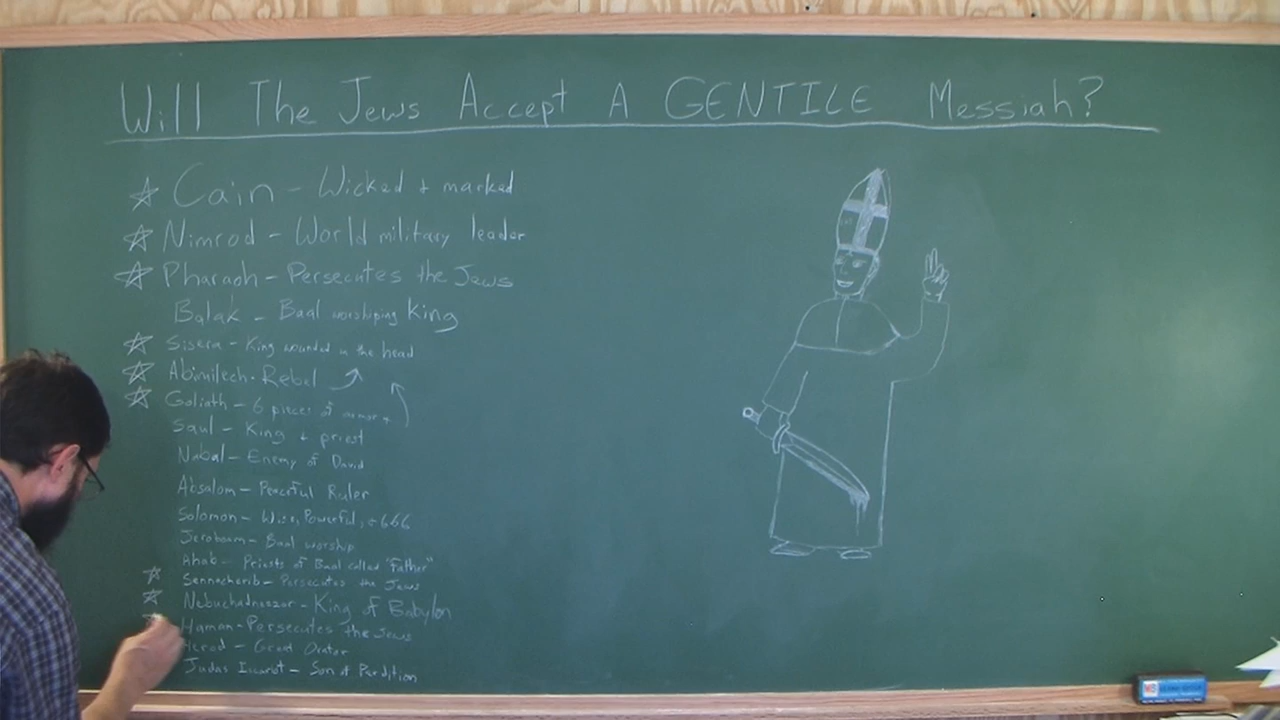 Will The Jews Accept A GENTILE Messiah?
Cain - Wicked + marked
Nimrod - World military leader
Pharaoh - Persecutes the Jews
Balak - Baal worshiping King
Sisera - King wounded in the head
Abimilech - Rebel
Goliath - 6 pieces of armor
Saul - King + priest
Nabal - Enemy of David
Absalom - Peaceful Ruler
Solomon - Wise, Powerful, + 666
Jeroboam - Baal worship
Ahab - Priests of Baal called "Father"
Sennacherib - Persecutes the Jews
Nebuchadnezzar - King of Babylon
Haman - Persecutes the Jews
Herod - Great Orator
Judas Iscariot - Son of Perdition